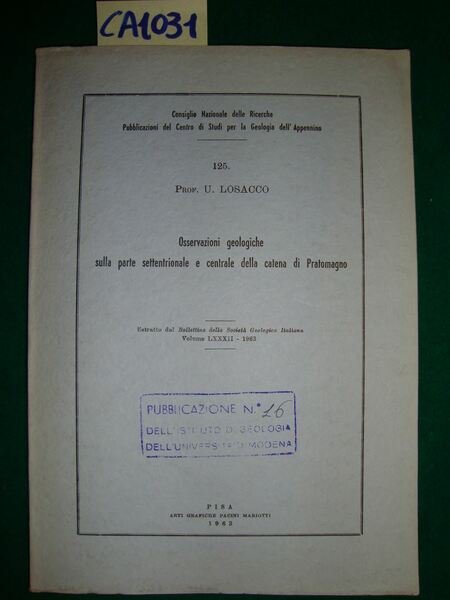 CA1031
Consiglio Nazionale delle Ricerche
Pubblicazioni del Centro di Studi per la Geologia dell'Appennino
125.
PROF. U. LOSACCO
Osservazioni geologiche
sulla parte settentrionale e centrale della catena di Pratomagno
Estratto dal Bollettino della Società Geologica Italiana
Volume LXXXII - 1963
PUBBLICAZIONE N.° 26
DELL'ISTITUTO DI GEOLOGIA
DELL'UNIVERSITÀ DI MODENA
PISA
ARTI GRAFICHE PACINI MARIOTTI
1963